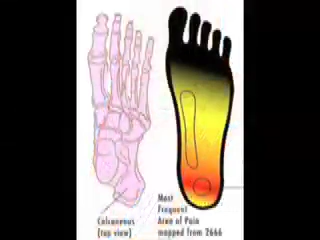 Most
Frequent
Calcaneous
Area of Pain
(top view)
mapped from 2666